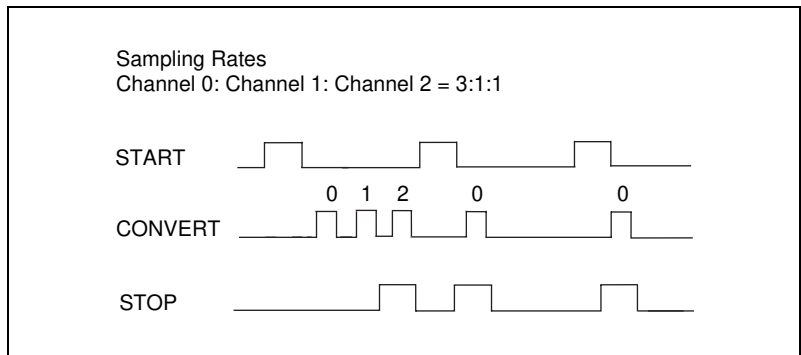 Sampling Rates
Channel 0: Channel 1: Channel 2 = 3:1:1
START
0 1 2 0 0
CONVERT
STOP